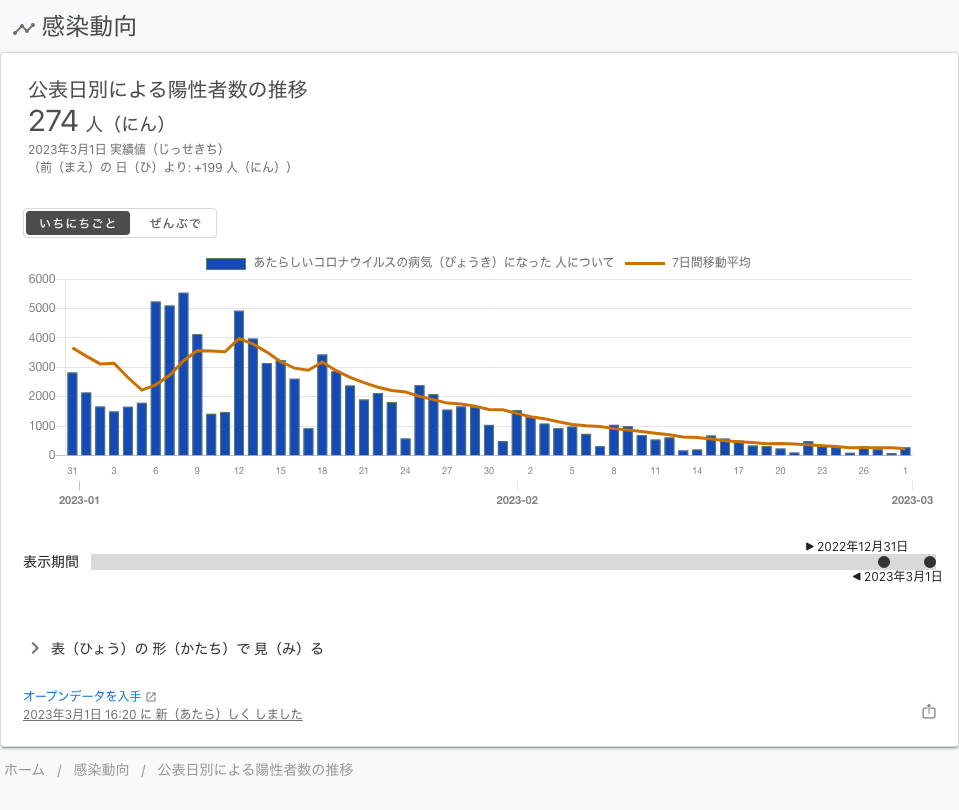 感染動向
公表日別による陽性者数の推移
274 人（にん）
2023年3月1日 実績値（じっせきち）
（前（まえ）の 日（ひ）より: +199 人（にん））
いちにちごと ぜんぶで
あたらしいコロナウイルスの病気（びょうき）になった 人について 7日間移動平均
6000
5000
4000
3000
2000
1000
0
31 3 6 9 12 15 18 21 24 27 30 2 5 8 11 14 17 20 23 26 1
2023-01 2023-02 2023-03
2022年12月31日
表示期間
2023年3月1日
表（ひょう）の 形（かたち）で 見（み）る
オープンデータを入手
2023年3月1日 16:20 に 新（あたら）しく しました
ホーム / 感染動向 / 公表日別による陽性者数の推移